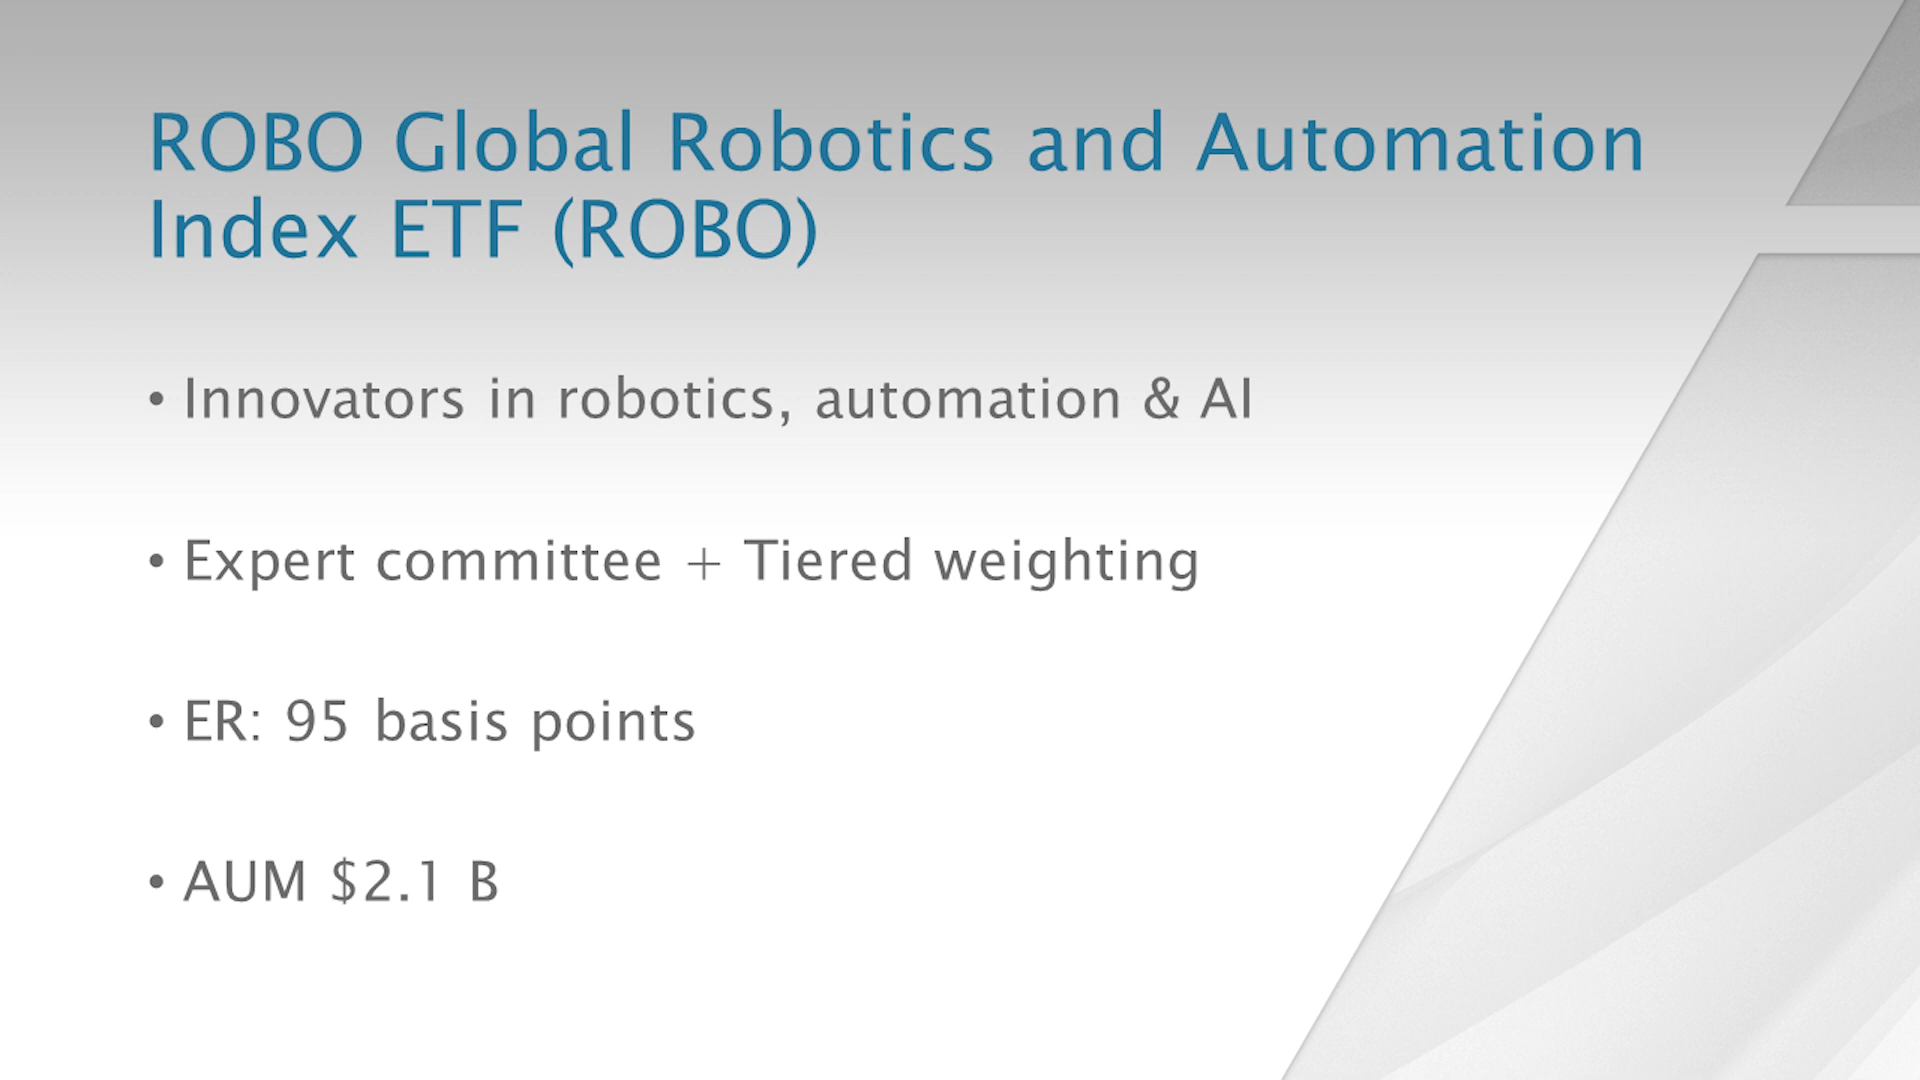 ROBO Global Robotics and Automation
Index ETF (ROBO)
• Innovators in robotics, automation & AI
• Expert committee + Tiered weighting
• ER: 95 basis points
• AUM $2.1 B